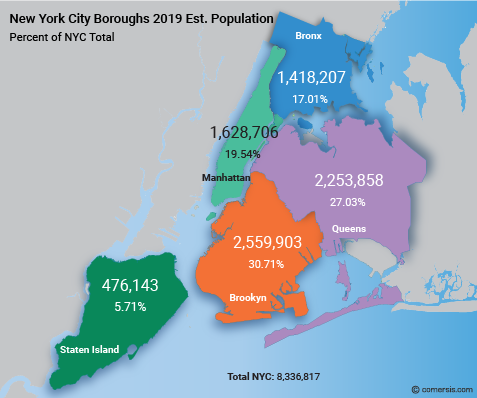 New York City Boroughs 2019 Est. Population
Percent of NYC Total
Bronx
1,418,207
17.01%
1,628,706
19.54%
Manhattan
2,253,858
27.03%
Queens
2,559,903
30.71%
Brookyn
476,143
5.71%
Staten Island
Total NYC: 8,336,817
© comersis.com